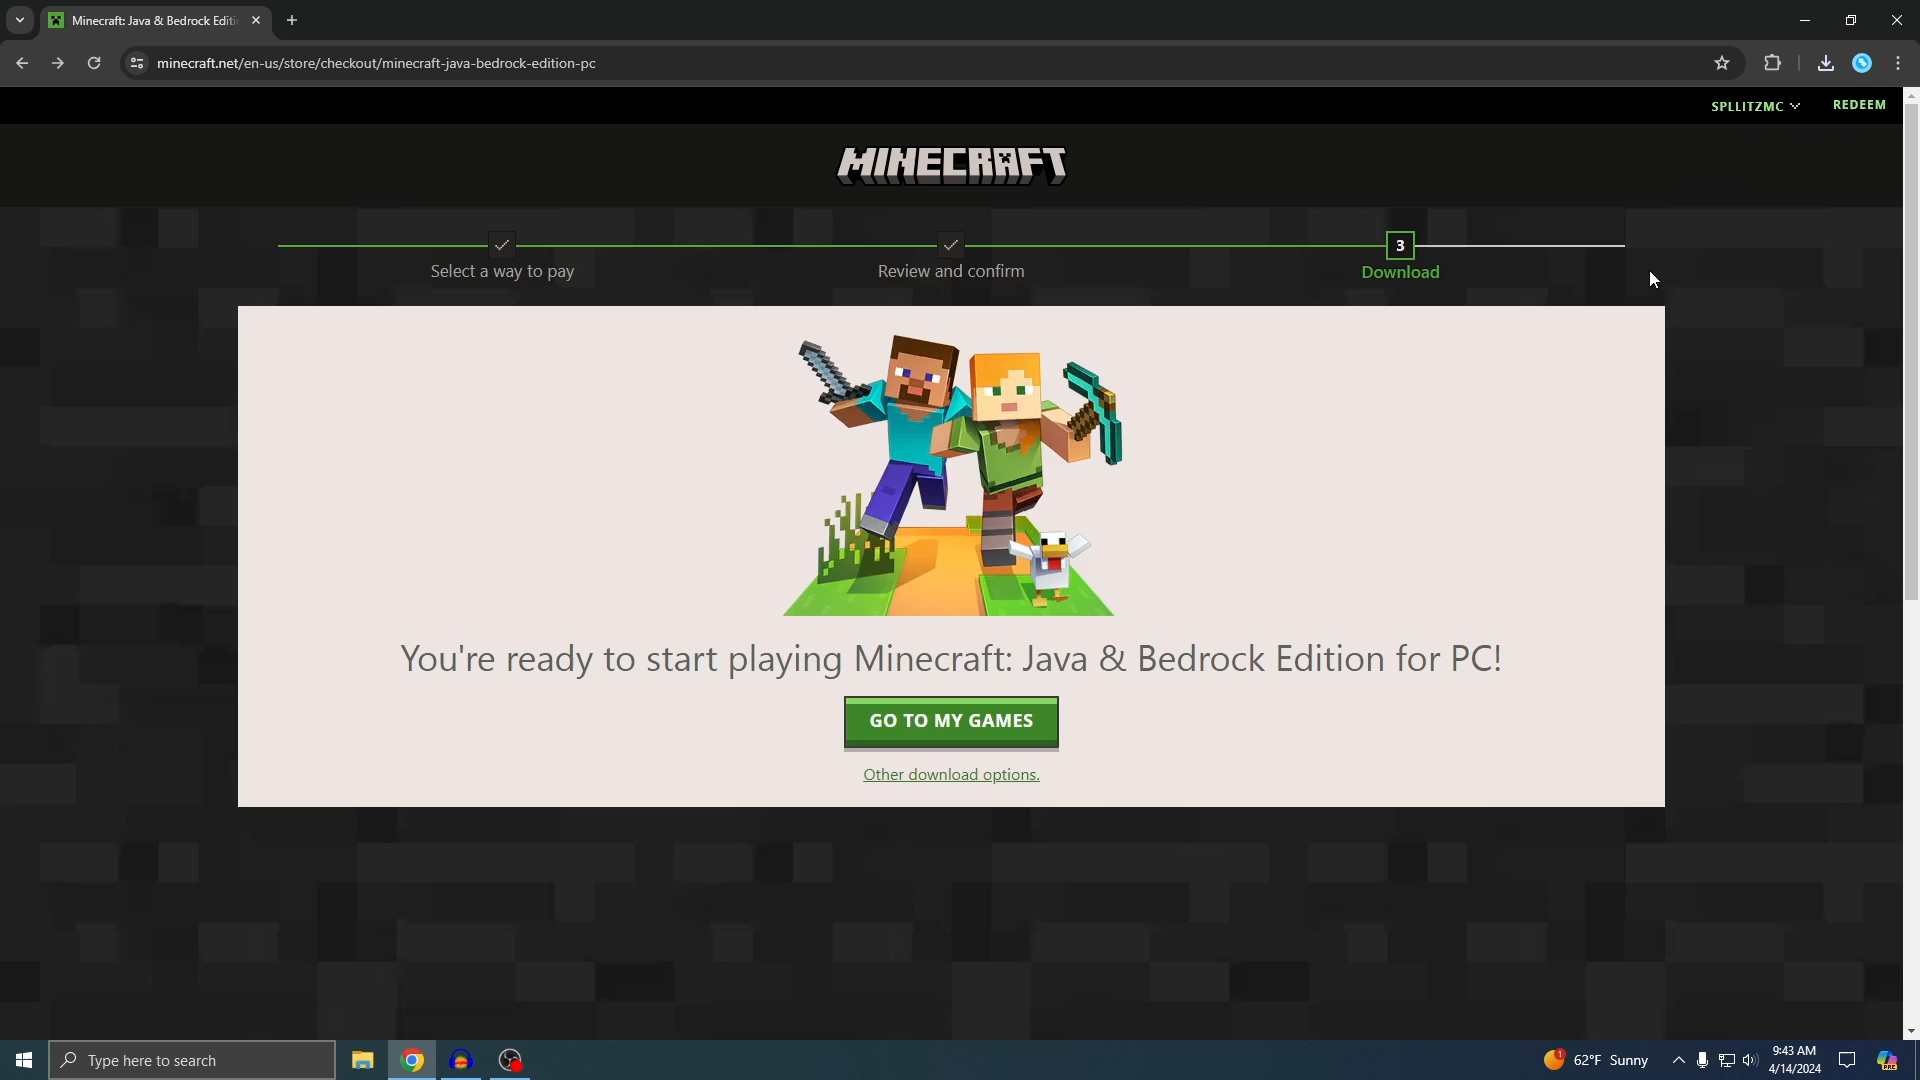 Minecraft: Java & Bedrock Editi
minecraft.net/en-us/store/checkout/minecraft-java-bedrock-edition-pc
SPLLITZMC
REDEEM
MINECRAFT
3
Select a way to pay
Review and confirm
Download
You're ready to start playing Minecraft: Java & Bedrock Edition for PC!
GO TO MY GAMES
Other download options.
Type here to search
1
62°F Sunny
9:43 AM
4/14/2024
PRE